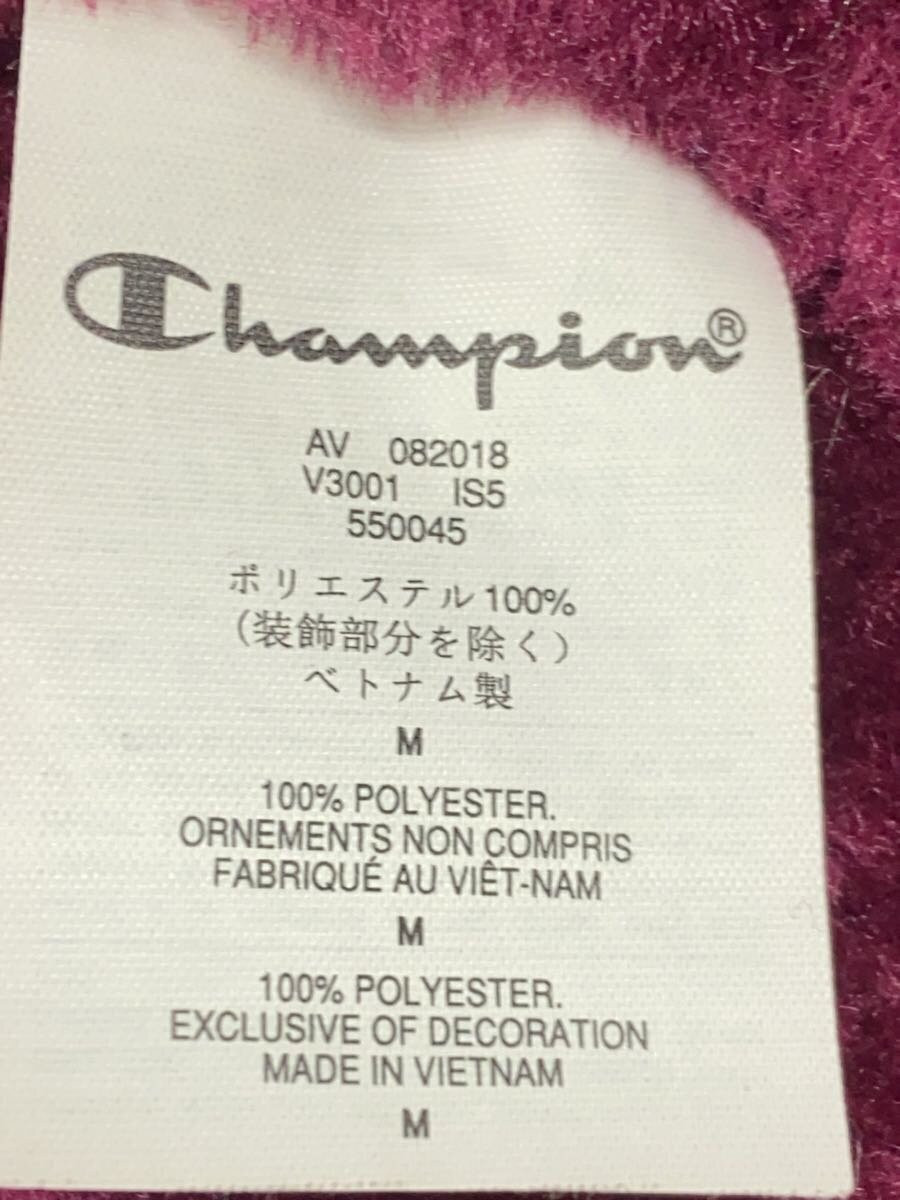 Champion®
AV 082018
V3001 IS5
550045
ポリエステル100%
(装飾部分を除く)
ベトナム製
M
100% POLYESTER.
ORNEMENTS NON COMPRIS
FABRIQUÉ AU VIÊT-NAM
M
100% POLYESTER.
EXCLUSIVE OF DECORATION
MADE IN VIETNAM
M